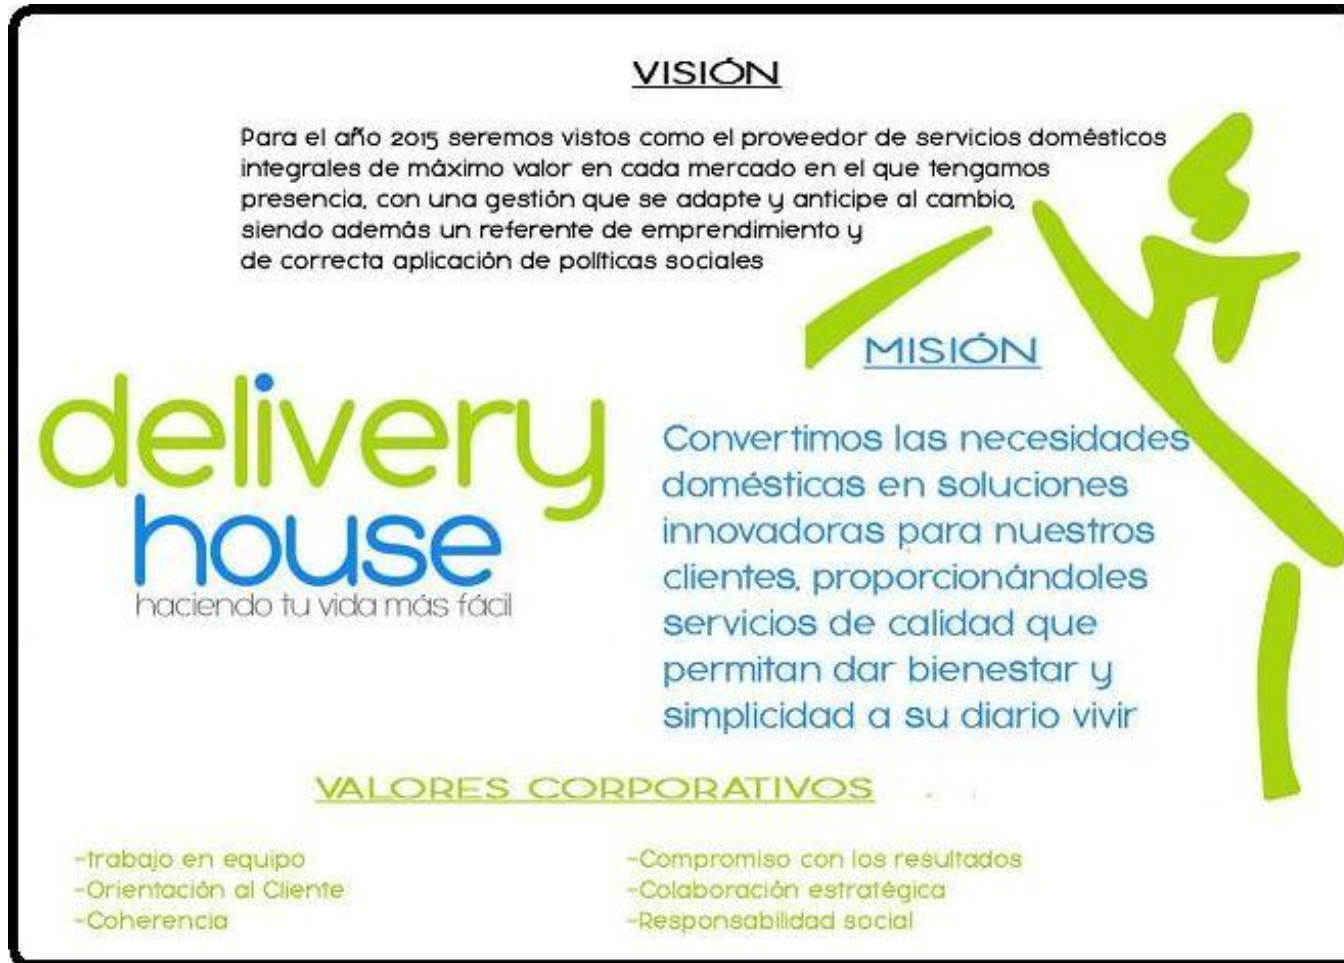 VISIÓN
Para el año 2015 seremos vistos como el proveedor de servicios domésticos
integrales de máximo valor en cada mercado en el que tengamos
presencia, con una gestión que se adapte y anticipe al cambio,
siendo además un referente de emprendimiento y
de correcta aplicación de políticas sociales
delivery
house
haciendo tu vida más fácil
MISIÓN
Convertimos las necesidades
domésticas en soluciones
innovadoras para nuestros
clientes, proporcionándoles
servicios de calidad que
permitan dar bienestar y
simplicidad a su diario vivir
VALORES CORPORATIVOS
-trabajo en equipo
-Orientación al Cliente
-Coherencia
-Compromiso con los resultados
-Colaboración estratégica
-Responsabilidad social